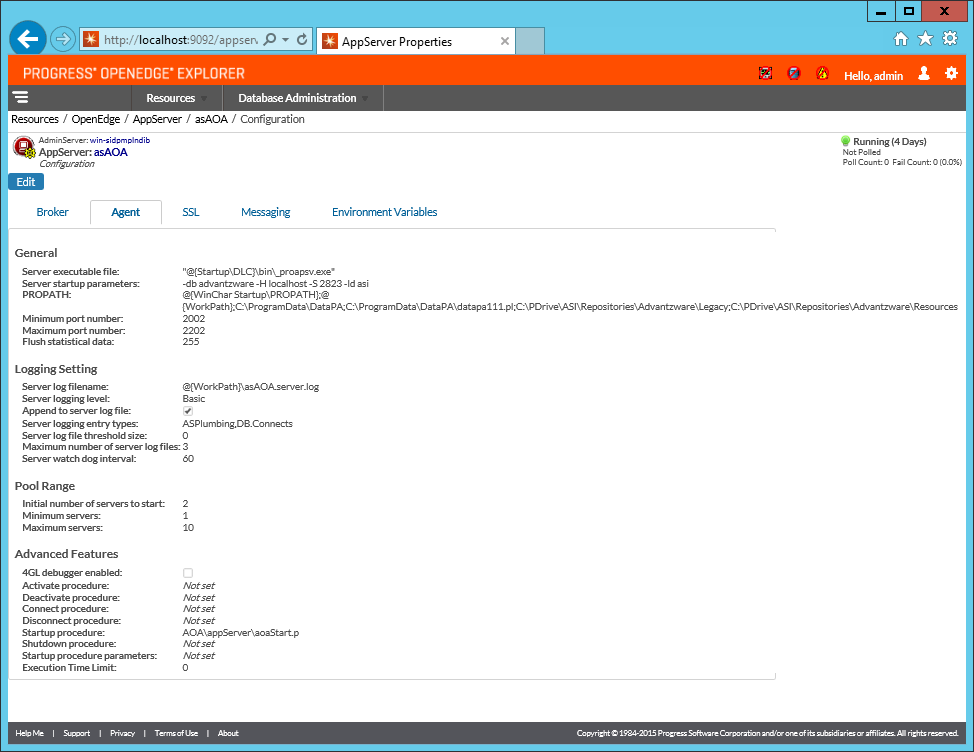 X
http://localhost:9092/appserv
AppServer Properties
PROGRESS® OPENEDGE® EXPLORER
Hello, admin
Resources
Database Administration
Resources / OpenEdge / AppServer / asAOA / Configuration
AdminServer: win-sidpmplndib
AppServer: asAOA
Configuration
Running (4 Days)
Not Polled
Poll Count: 0 Fail Count: 0 (0.0%)
Edit
Broker
Agent
SSL
Messaging
Environment Variables
General
Server executable file: "@{Startup\DLC}\bin\_proapsv.exe"
Server startup parameters: -db advantzware -H localhost -S 2823 -ld asi
PROPATH: @{WinChar Startup\PROPATH};@
{WorkPath};C:\ProgramData\DataPA;C:\ProgramData\DataPA\datapa111.pl;C:\PDrive\ASI\Repositories\Advantzware\Legacy;C:\PDrive\ASI\Repositories\Advantzware\Resources
Minimum port number: 2002
Maximum port number: 2202
Flush statistical data: 255
Logging Setting
Server log filename: @{WorkPath}\asAOA.server.log
Server logging level: Basic
Append to server log file:
Server logging entry types: ASPlumbing,DB.Connects
Server log file threshold size: 0
Maximum number of server log files: 3
Server watch dog interval: 60
Pool Range
Initial number of servers to start: 2
Minimum servers: 1
Maximum servers: 10
Advanced Features
4GL debugger enabled:
Activate procedure: Not set
Deactivate procedure: Not set
Connect procedure: Not set
Disconnect procedure: Not set
Startup procedure: AOA\appServer\aoaStart.p
Shutdown procedure: Not set
Startup procedure parameters: Not set
Execution Time Limit: 0
Help Me | Support | Privacy | Terms of Use | About
Copyright © 1984-2015 Progress Software Corporation and/or one of its subsidiaries or affiliates. All rights reserved.